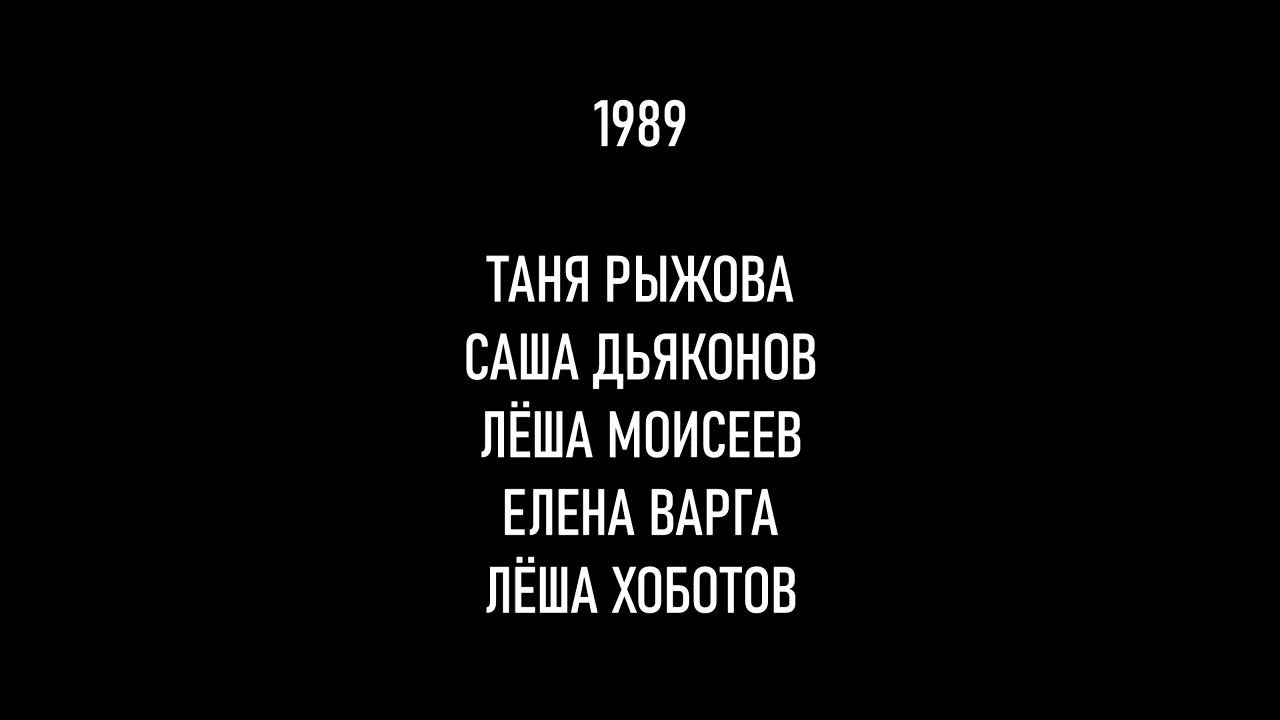 1989
ТАНЯ РЫЖОВА
САША ДЬЯКОНОВ
ЛЁША МОИСЕЕВ
ЕЛЕНА ВАРГА
ЛЁША ХОБОТОВ